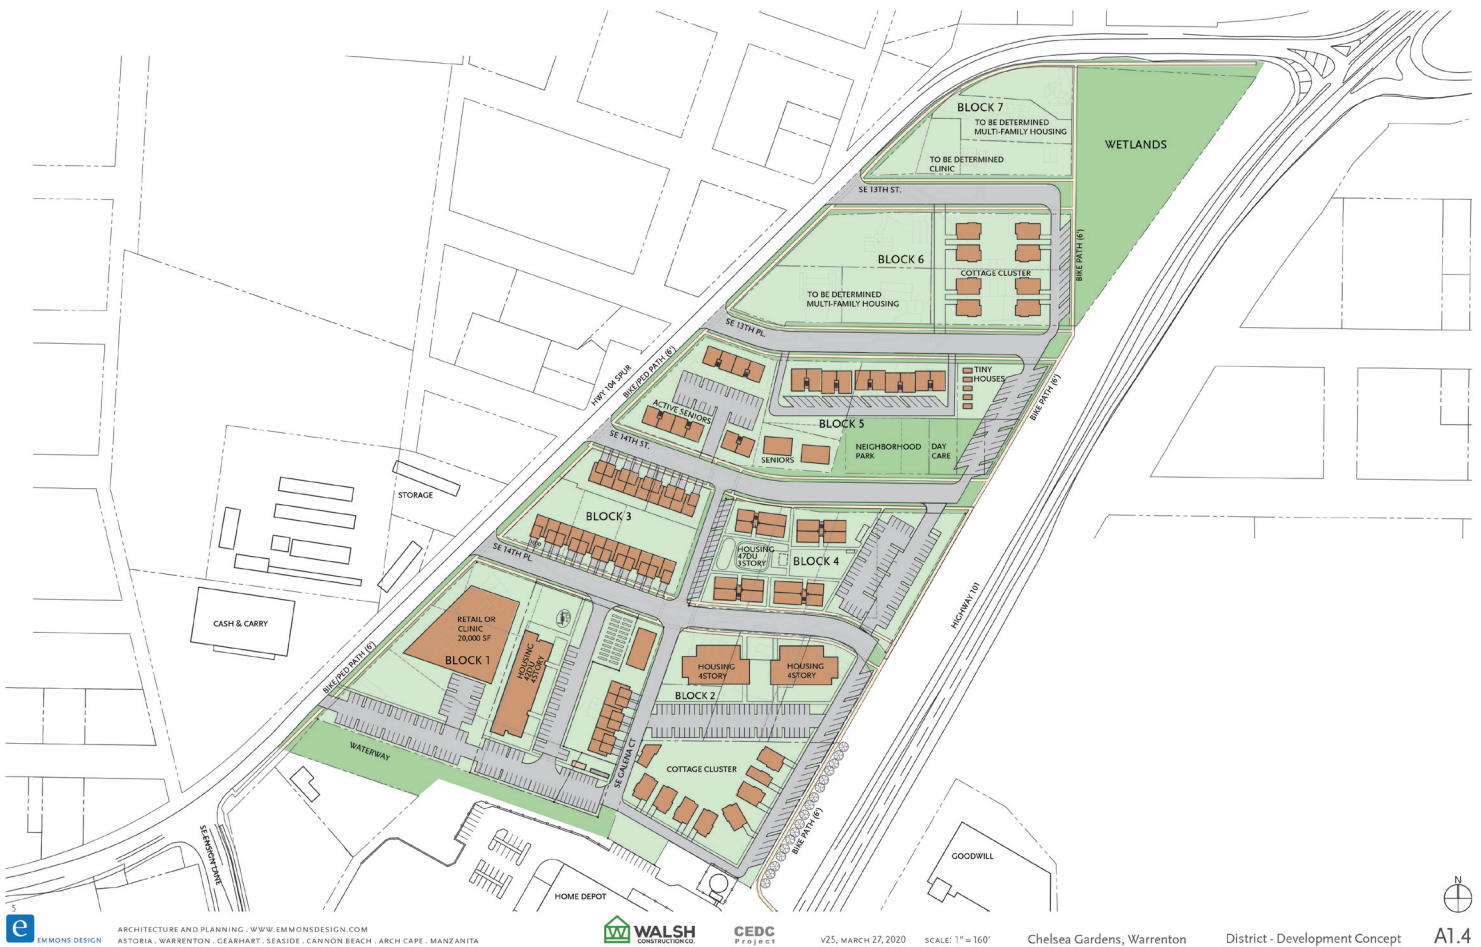 BLOCK 7
TO BE DETERMINED
MULTI-FAMILY HOUSING
TO BE DETERMINED
CLINIC
WETLANDS
SE 13TH ST.
BLOCK 6
COTTAGE CLUSTER
TO BE DETERMINED
MULTI-FAMILY HOUSING
BIKE PATH (6')
SE 13TH PL.
HWY 104 SPUR
BIKE/PED PATH (6')
TINY
HOUSES
BIKE PATH (6')
ACTIVE SENIORS
BLOCK 5
SE 14TH ST.
SENIORS
NEIGHBORHOOD
PARK
DAY
CARE
STORAGE
BLOCK 3
HOUSING
47DU
3STORY
BLOCK 4
SE 14TH PL.
HIGHWAY 101
CASH & CARRY
RETAIL OR
CLINIC
20,000 SF
BLOCK 1
HOUSING
42DU
4STORY
BIKE/PED PATH (6')
HOUSING
4STORY
HOUSING
4STORY
BLOCK 2
WATERWAY
SE GALENA CT
COTTAGE CLUSTER
BIKE PATH (6')
SE ENSIGN LANE
GOODWILL
HOME DEPOT
N
5
e
EMMONS DESIGN
ARCHITECTURE AND PLANNING . WWW.EMMONSDESIGN.COM
ASTORIA . WARRENTON . GEARHART . SEASIDE . CANNON BEACH . ARCH CAPE . MANZANITA
WALSH
CONSTRUCTION CO.
CEDC
Project
V25, MARCH 27, 2020
SCALE: 1" = 160'
Chelsea Gardens, Warrenton
District - Development Concept
A1.4